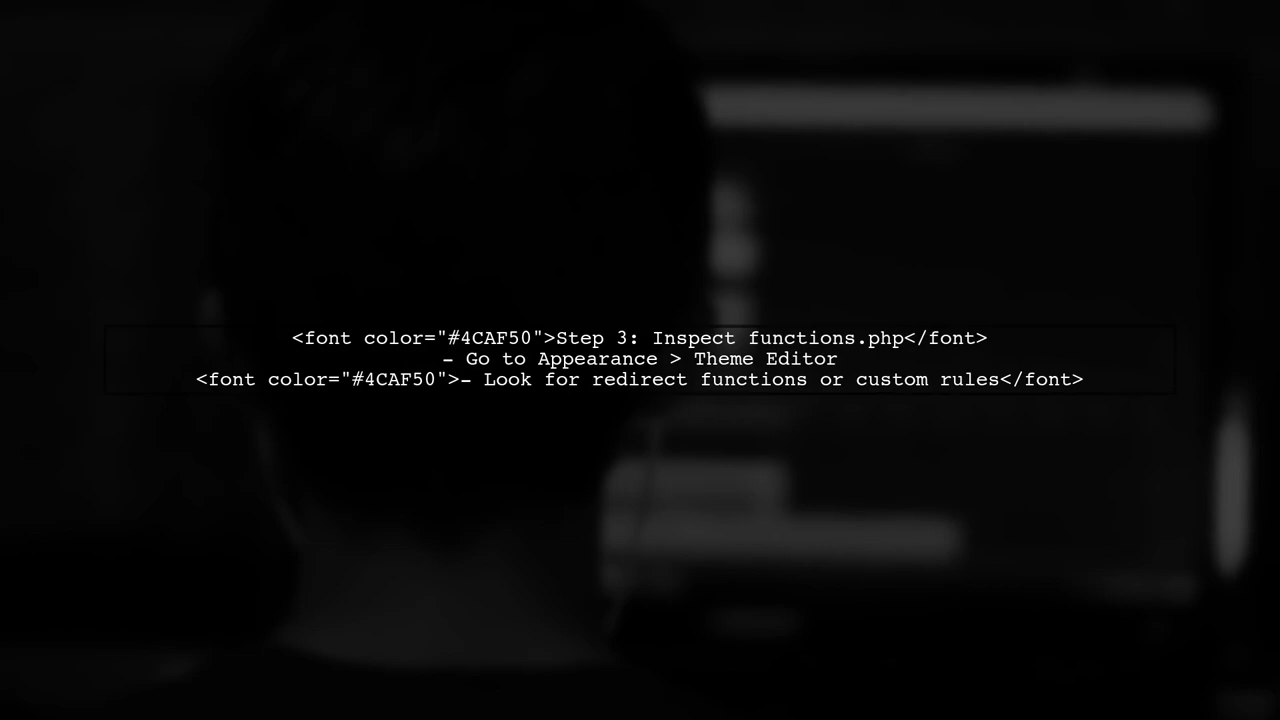 <font color="#4CAF50">Step 3: Inspect functions.php</font>
– Go to Appearance > Theme Editor
<font color="#4CAF50">– Look for redirect functions or custom rules</font>